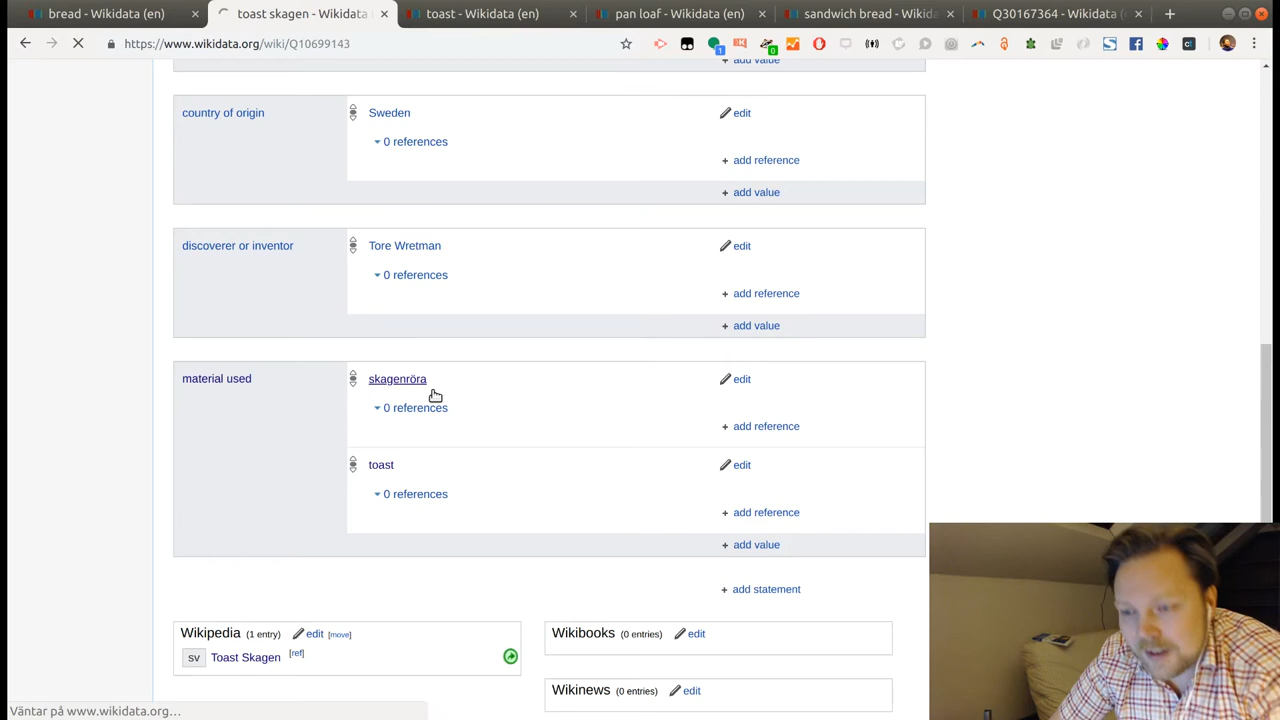 bread - Wikidata (en)
toast skagen - Wikidata
toast - Wikidata (en)
pan loaf - Wikidata (en)
sandwich bread - Wikidata
Q30167364 - Wikidata (
https://www.wikidata.org/wiki/Q10699143
+ add value
country of origin
Sweden
edit
0 references
+ add reference
+ add value
discoverer or inventor
Tore Wretman
edit
0 references
+ add reference
+ add value
material used
skagenröra
edit
0 references
+ add reference
toast
edit
0 references
+ add reference
+ add value
+ add statement
Wikipedia (1 entry) edit [move]
sv Toast Skagen [ref]
Wikibooks (0 entries) edit
Wikinews (0 entries) edit
Väntar på www.wikidata.org…